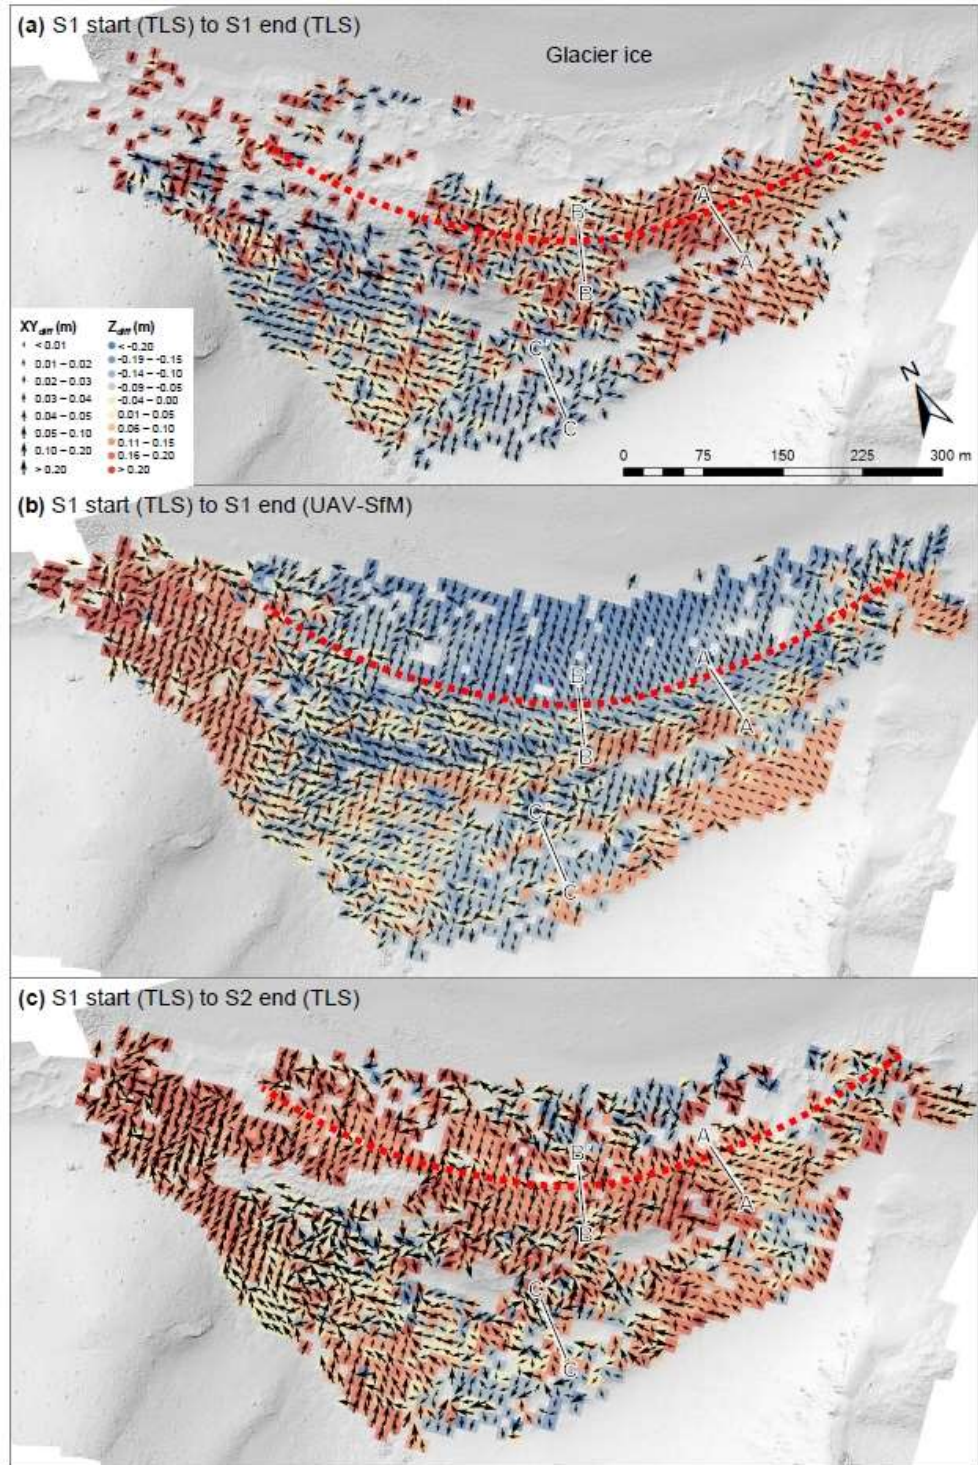 (a) S1 start (TLS) to S1 end (TLS)
Glacier ice
A'
B'
A
B
C'
C
XYdiff (m) Zdiff (m)
< 0.01 < -0.20
0.01 – 0.02 -0.19 – -0.15
0.02 – 0.03 -0.14 – -0.10
0.03 – 0.04 -0.09 – -0.05
0.04 – 0.05 -0.04 – 0.00
0.05 – 0.10 0.01 – 0.05
0.10 – 0.20 0.06 – 0.10
> 0.20 0.11 – 0.15
0.16 – 0.20
> 0.20
N
0 75 150 225 300 m
(b) S1 start (TLS) to S1 end (UAV-SfM)
A'
B'
A
B
C'
C
(c) S1 start (TLS) to S2 end (TLS)
A'
B'
A
B
C'
C